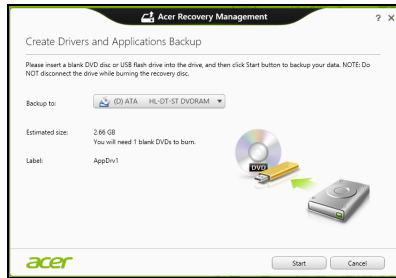 Acer Recovery Management
? ×
Create Drivers and Applications Backup
Please insert a blank DVD disc or USB flash drive into the drive, and then click Start button to backup your data. NOTE: Do
NOT disconnect the drive while burning the recovery disc.
Backup to:
(D) ATA HL-DT-ST DVDRAM
Estimated size:
2.66 GB
You will need 1 blank DVDs to burn.
Label:
AppDrv1
DVD
acer
Start
Cancel